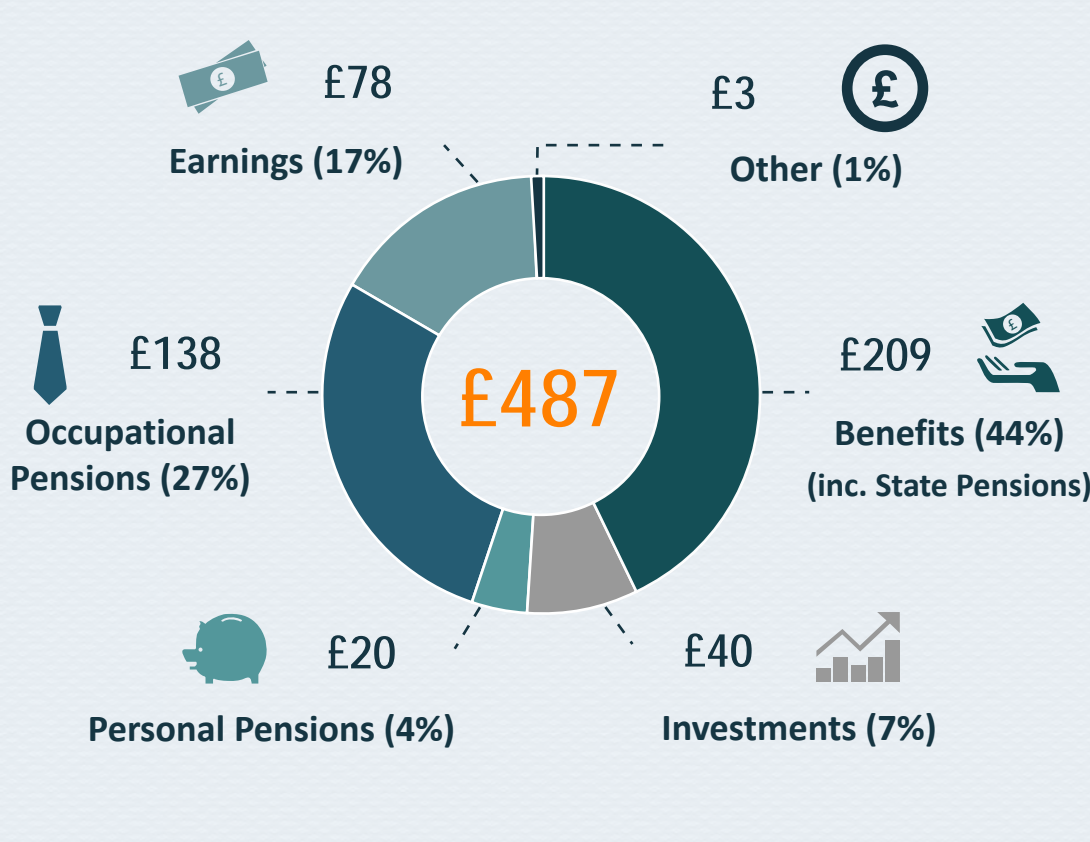 £78
Earnings (17%)
£3
Other (1%)
£
£
£138
Occupational
Pensions (27%)
£487
£209
£
Benefits (44%)
(inc. State Pensions)
£20
Personal Pensions (4%)
£40
Investments (7%)